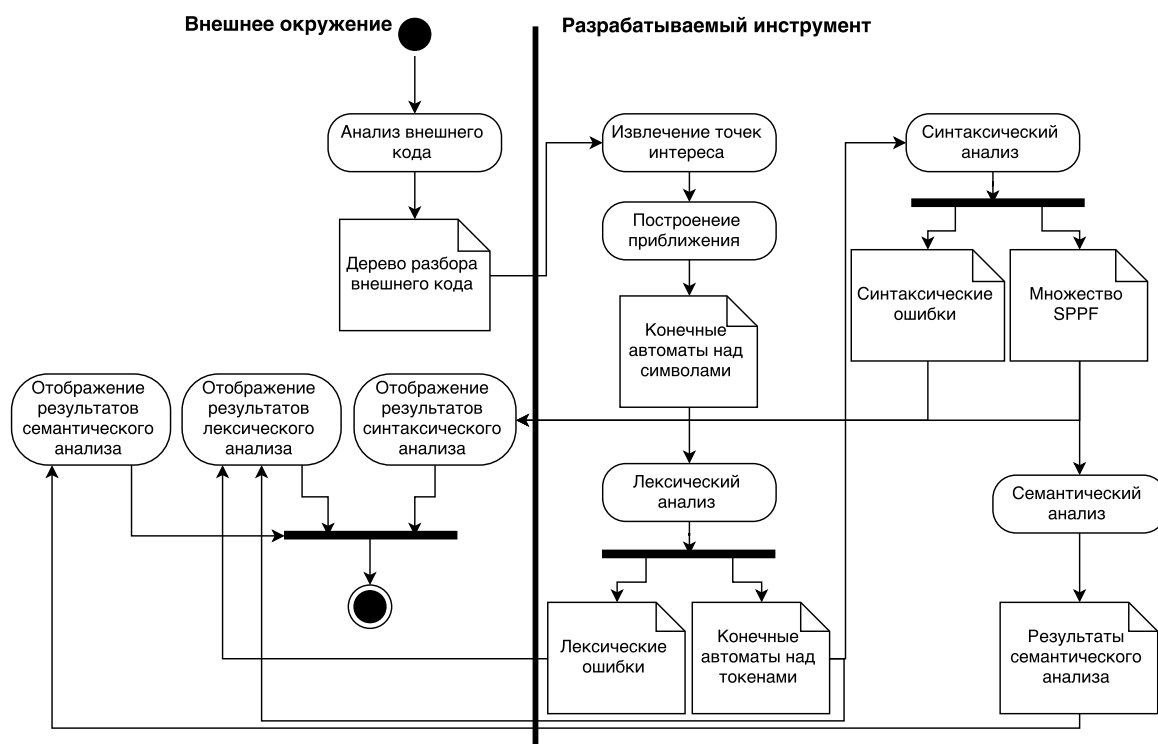 Внешнее окружение
Разрабатываемый инструмент
Анализ внешнего
кода
Извлечение точек
интереса
Синтаксический
анализ
Построенеие
приближения
Дерево разбора
внешнего кода
Синтаксические
ошибки
Множество
SPPF
Конечные
автоматы над
символами
Отображение
результатов
семантического
анализа
Отображение
результатов
лексического
анализа
Отображение
результатов
синтаксического
анализа
Лексический
анализ
Семантический
анализ
Лексические
ошибки
Конечные
автоматы над
токенами
Результаты
семантического
анализа